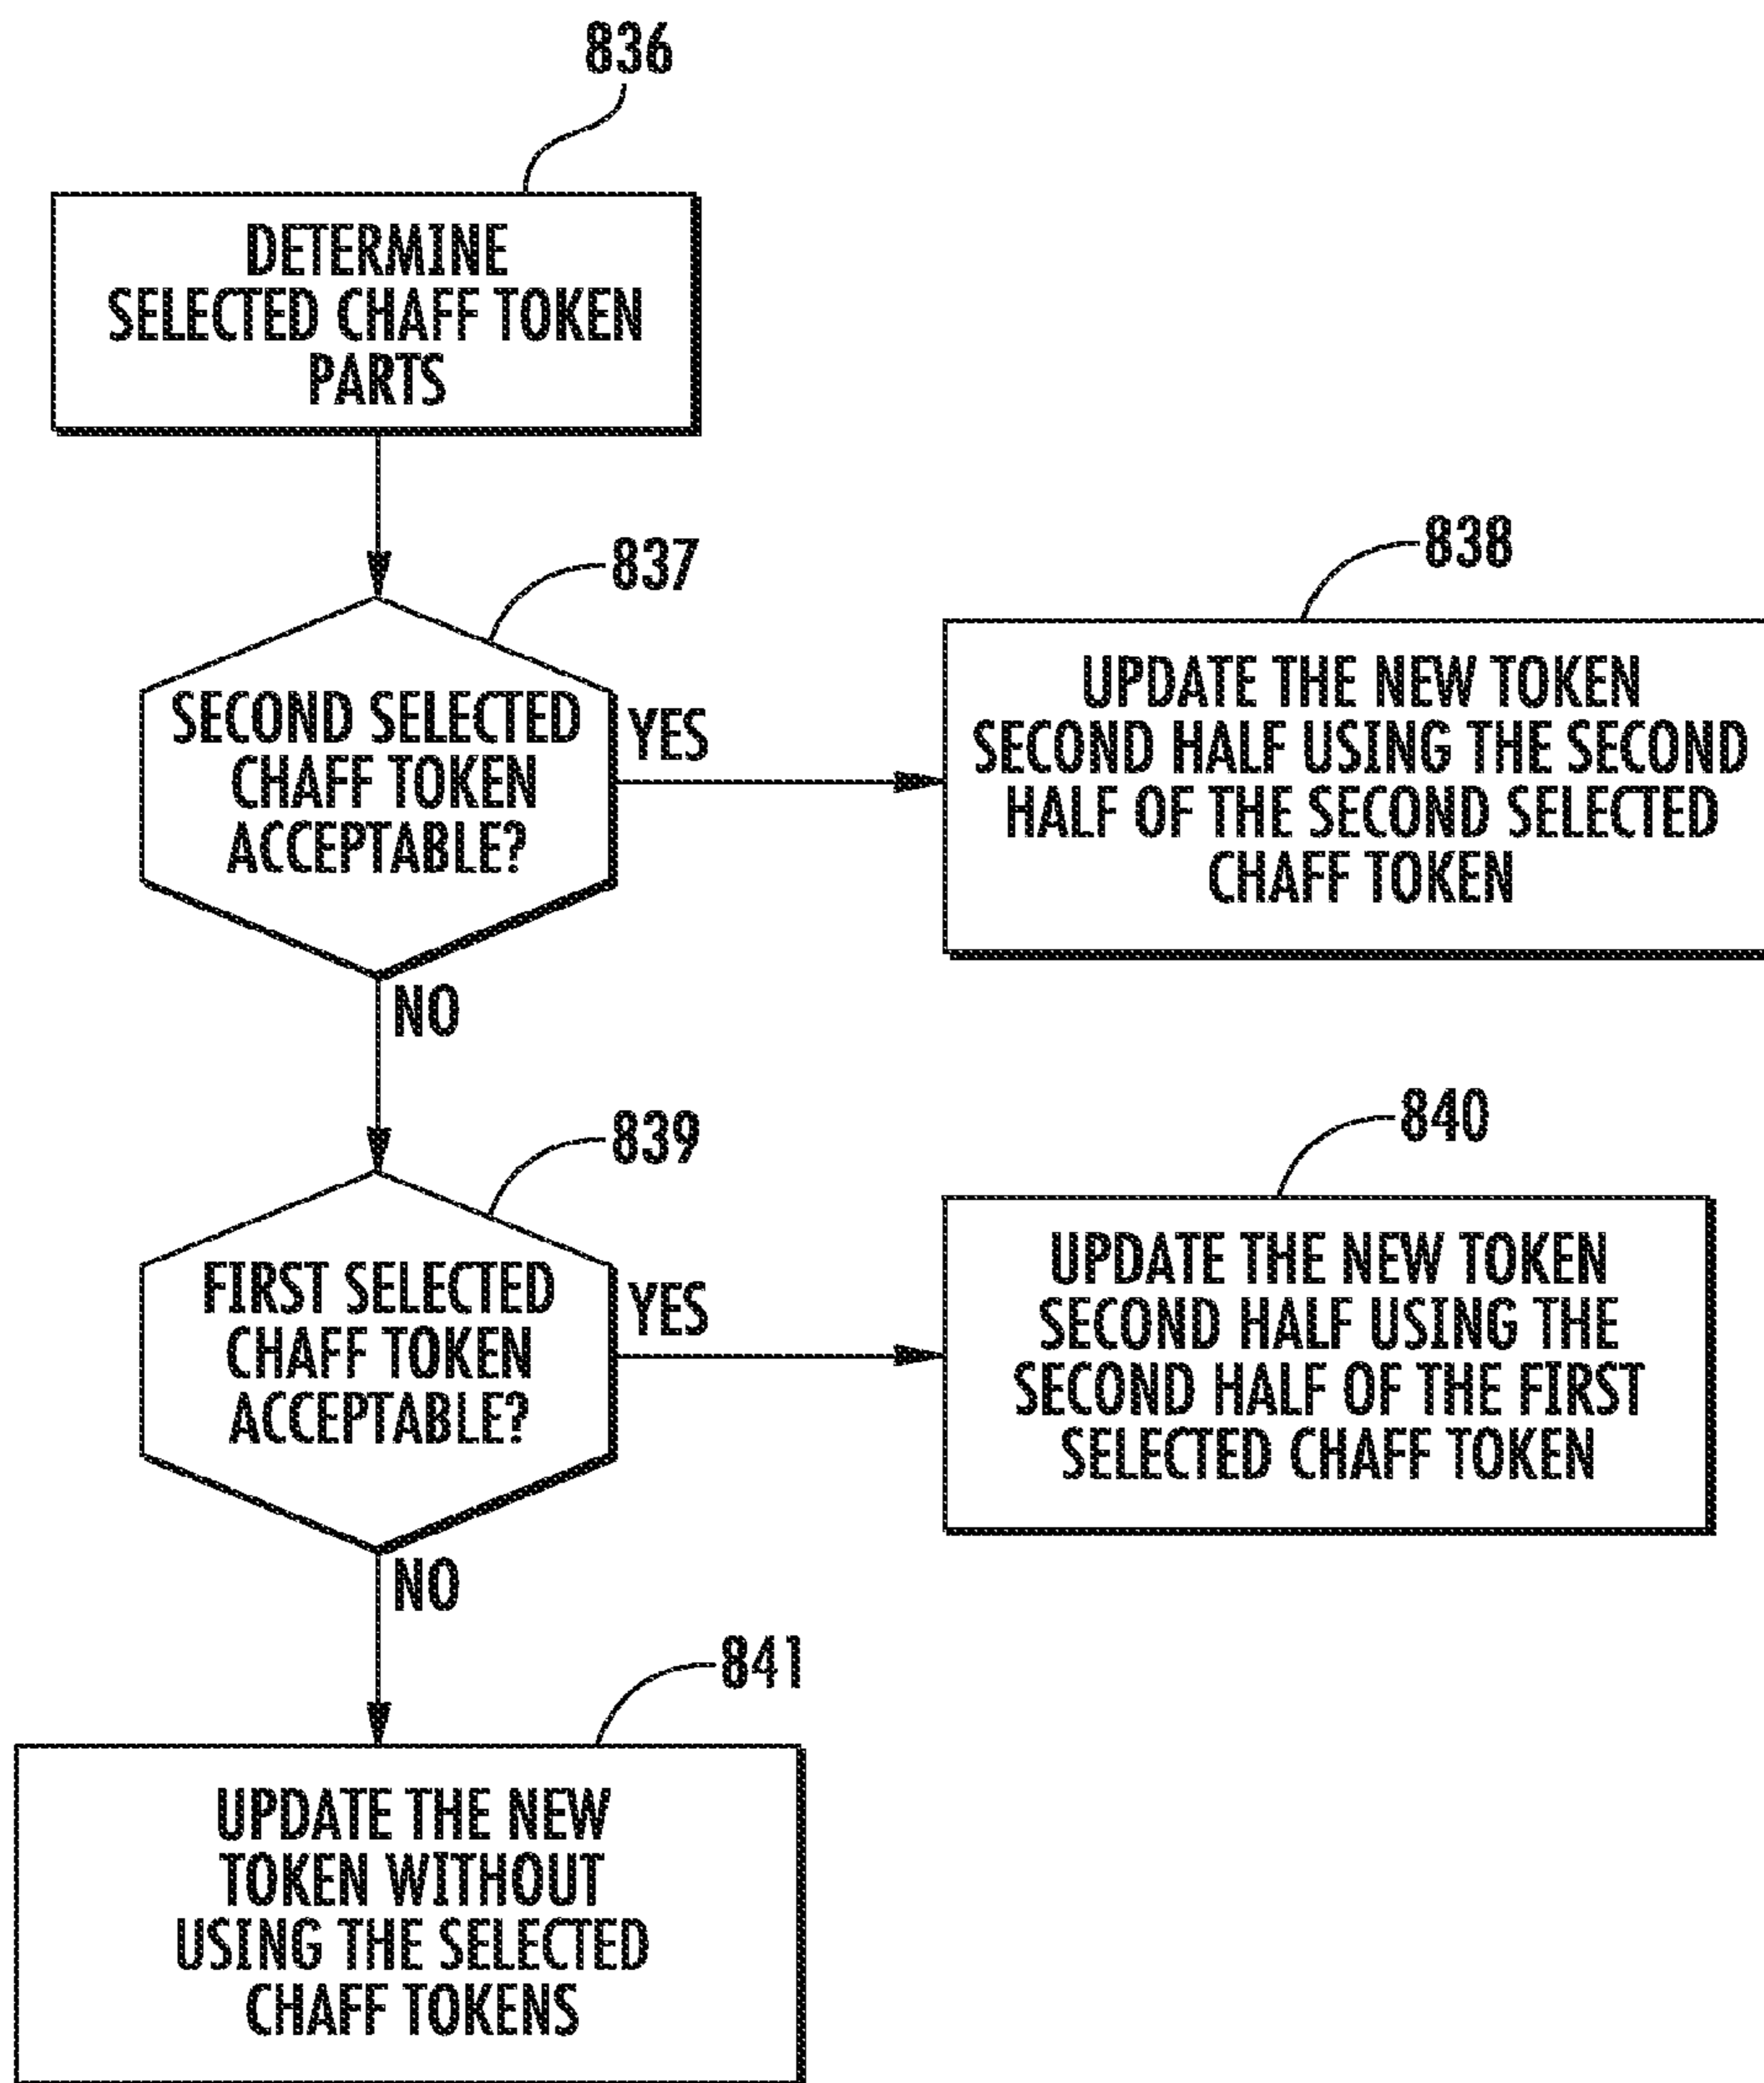 836
DETERMINE
SELECTED CHAFF TOKEN
PARTS
837
SECOND SELECTED
CHAFF TOKEN
ACCEPTABLE?
YES
838
UPDATE THE NEW TOKEN
SECOND HALF USING THE SECOND
HALF OF THE SECOND SELECTED
CHAFF TOKEN
NO
839
FIRST SELECTED
CHAFF TOKEN
ACCEPTABLE?
YES
840
UPDATE THE NEW TOKEN
SECOND HALF USING THE
SECOND HALF OF THE FIRST
SELECTED CHAFF TOKEN
NO
841
UPDATE THE NEW
TOKEN WITHOUT
USING THE SELECTED
CHAFF TOKENS